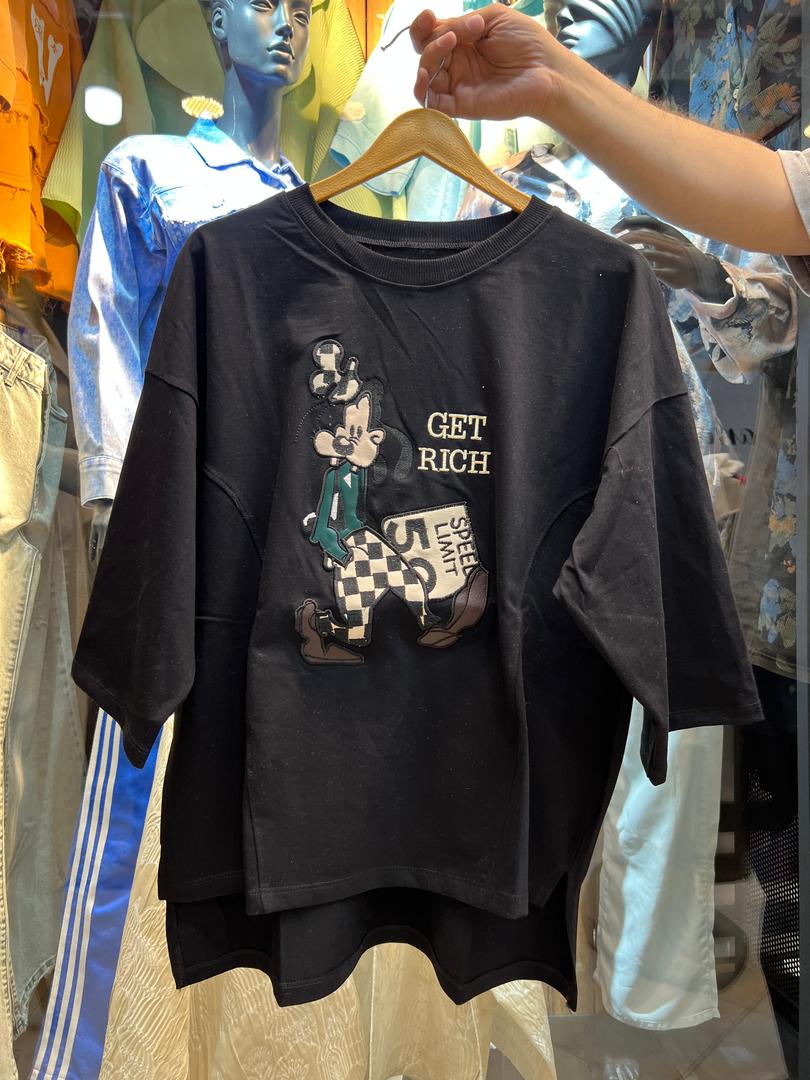 GET
RICH
SPEED
LIMIT
50